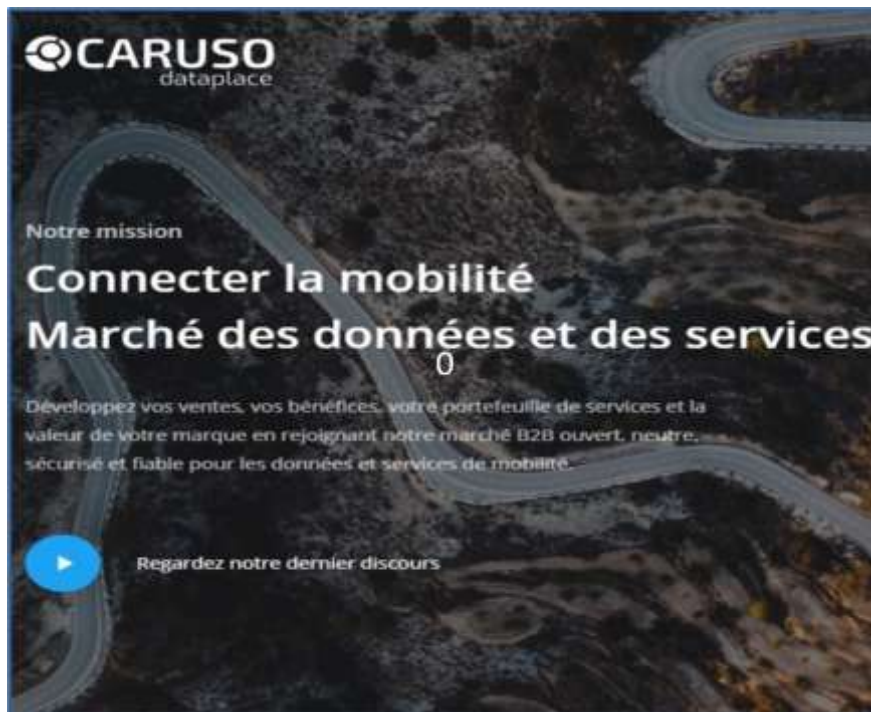 CARUSO
dataplace
Notre mission
Connecter la mobilité
Marché des données et des services
0
Développez vos ventes, vos bénéfices, votre portefeuille de services et la
valeur de votre marque en rejoignant notre marché B2B ouvert, neutre,
sécurisé et fiable pour les données et services de mobilité.
Regardez notre dernier discours